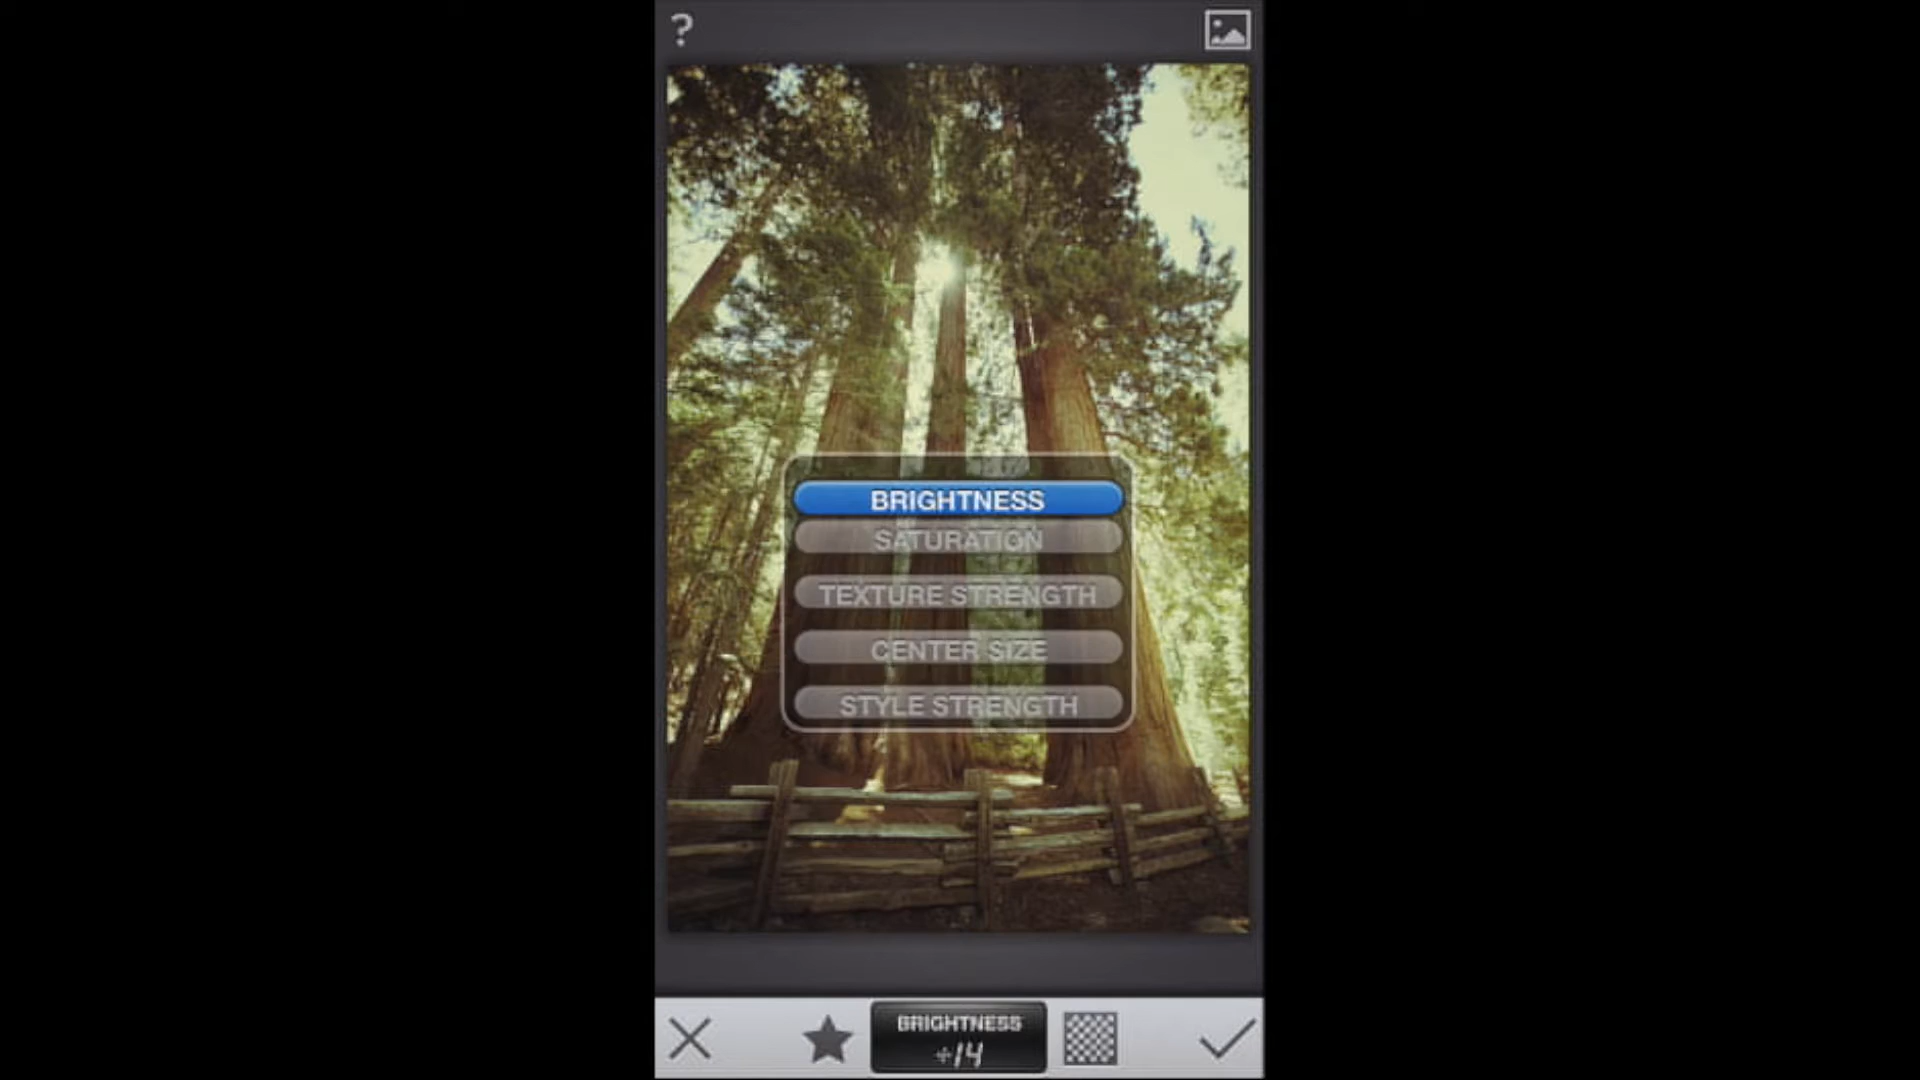 ?
BRIGHTNESS
SATURATION
TEXTURE STRENGTH
CENTER SIZE
STYLE STRENGTH
BRIGHTNESS
+14